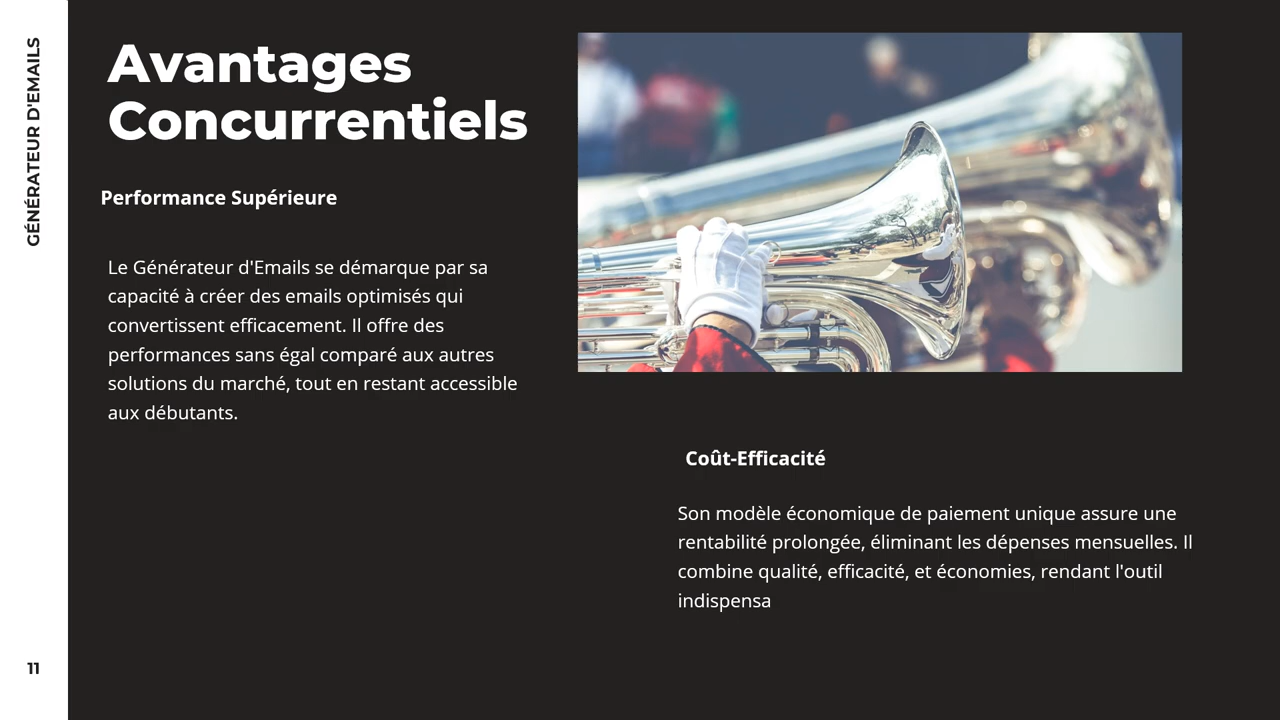 GÉNÉRATEUR D'EMAILS
Avantages
Concurrentiels
Performance Supérieure
Le Générateur d'Emails se démarque par sa
capacité à créer des emails optimisés qui
convertissent efficacement. Il offre des
performances sans égal comparé aux autres
solutions du marché, tout en restant accessible
aux débutants.
Coût-Efficacité
Son modèle économique de paiement unique assure une
rentabilité prolongée, éliminant les dépenses mensuelles. Il
combine qualité, efficacité, et économies, rendant l'outil
indispensa
11